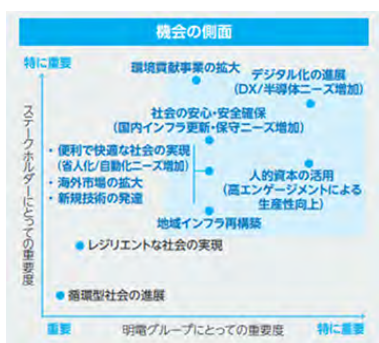 機会の側面
特に重要
環境貢献事業の拡大
デジタル化の進展
(DX/半導体ニーズ増加)
社会の安心・安全確保
(国内インフラ更新・保守ニーズ増加)
・便利で快適な社会の実現
(省人化/自動化ニーズ増加)
・海外市場の拡大
・新規技術の発達
人的資本の活用
(高エンゲージメントによる
生産性向上)
地域インフラ再構築
レジリエントな社会の実現
循環型社会の進展
ステークホルダーにとっての重要度
重要
明電グループにとっての重要度
特に重要